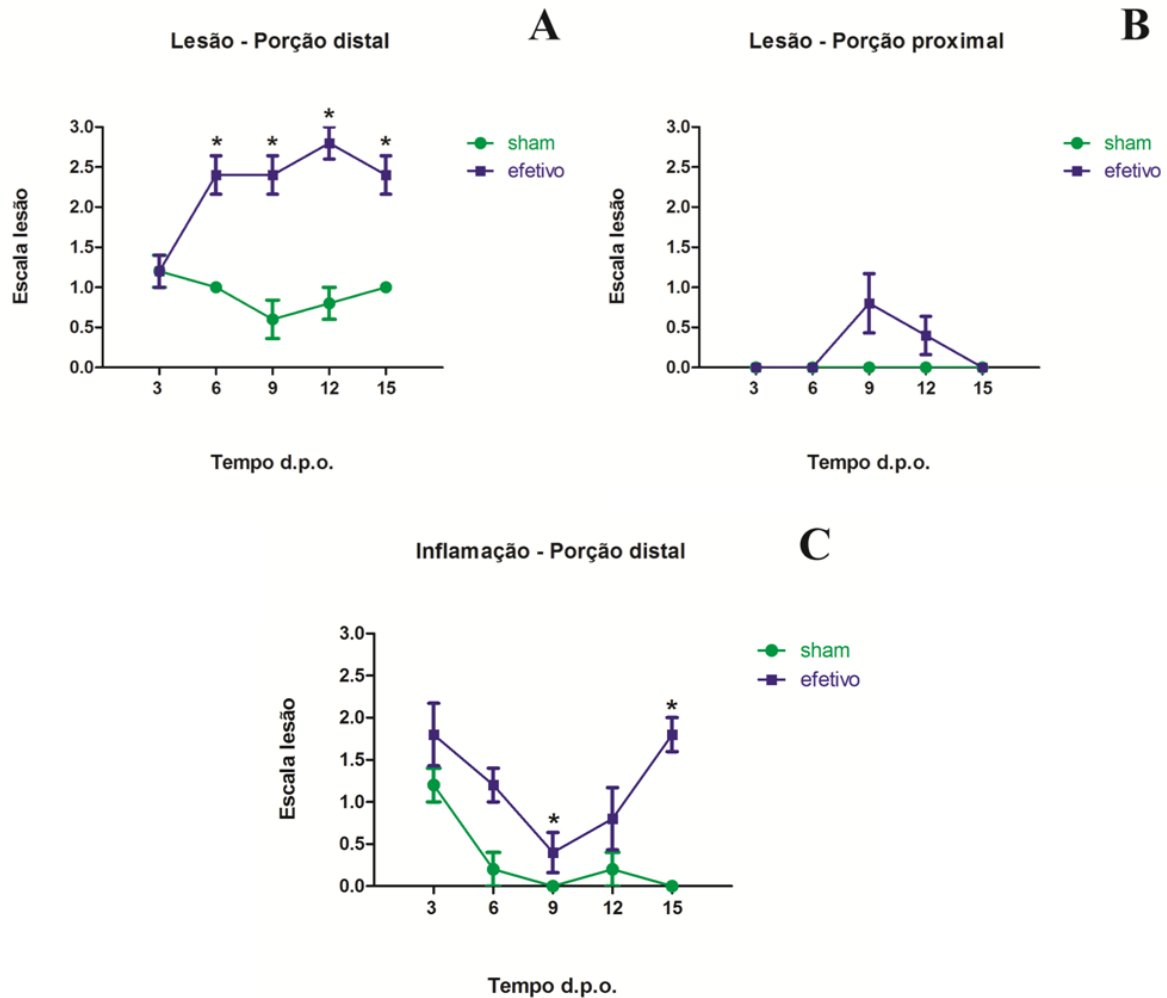 A
Lesão - Porção distal
*
* * *
3.0
2.5
2.0
1.5
1.0
0.5
0.0
Escala lesão
3 6 9 12 15
Tempo d.p.o.
sham
efetivo
B
Lesão - Porção proximal
3.0
2.5
2.0
1.5
1.0
0.5
0.0
Escala lesão
3 6 9 12 15
Tempo d.p.o.
sham
efetivo
C
Inflamação - Porção distal
3.0
2.5
2.0
1.5
1.0
0.5
0.0
Escala lesão
*
*
3 6 9 12 15
Tempo d.p.o.
sham
efetivo